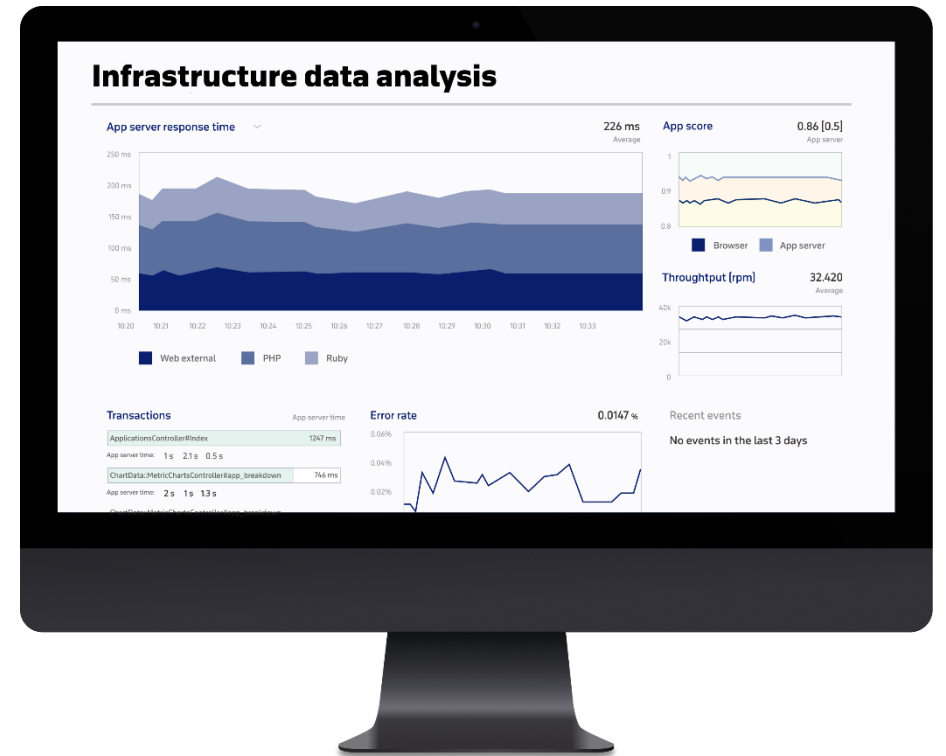 Infrastructure data analysis
App server response time
226 ms
Average
250 ms
200 ms
150 ms
100 ms
50 ms
0 ms
10:20 10:21 10:22 10:23 10:24 10:25 10:26 10:27 10:28 10:29 10:30 10:31 10:32 10:33
Web external PHP Ruby
App score
0.86 [0.5]
App server
1
0.9
0.8
Browser App server
Throughtput [rpm]
32.420
Average
40k
20k
0
Transactions
App server time
ApplicationsController#Index 1247 ms
App server time: 1 s 2.1 s 0.5 s
ChartData::MetricChartsController#app_breakdown 746 ms
App server time: 2 s 1 s 1.3 s
Error rate
0.0147 %
0.06%
0.04%
0.02%
Recent events
No events in the last 3 days